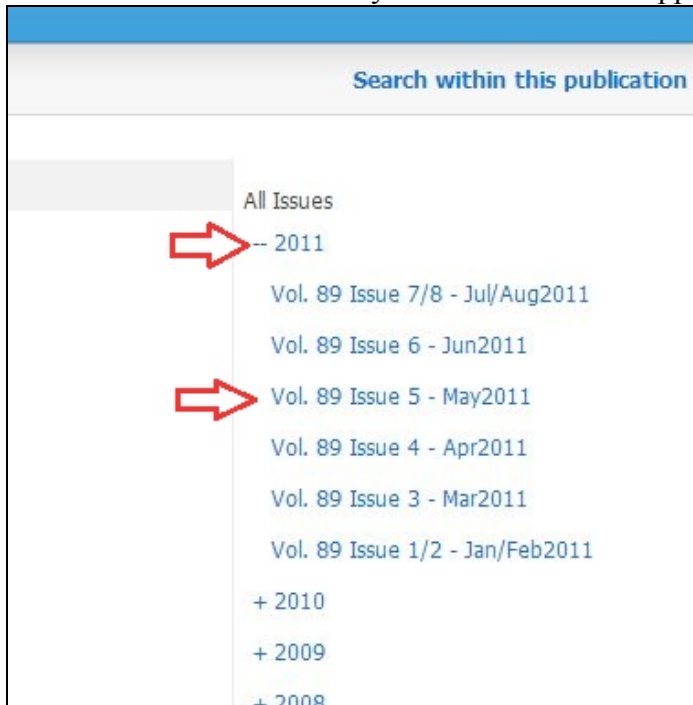 Search within this publication
All Issues
-- 2011
Vol. 89 Issue 7/8 - Jul/Aug2011
Vol. 89 Issue 6 - Jun2011
Vol. 89 Issue 5 - May2011
Vol. 89 Issue 4 - Apr2011
Vol. 89 Issue 3 - Mar2011
Vol. 89 Issue 1/2 - Jan/Feb2011
+ 2010
+ 2009
+ 2008